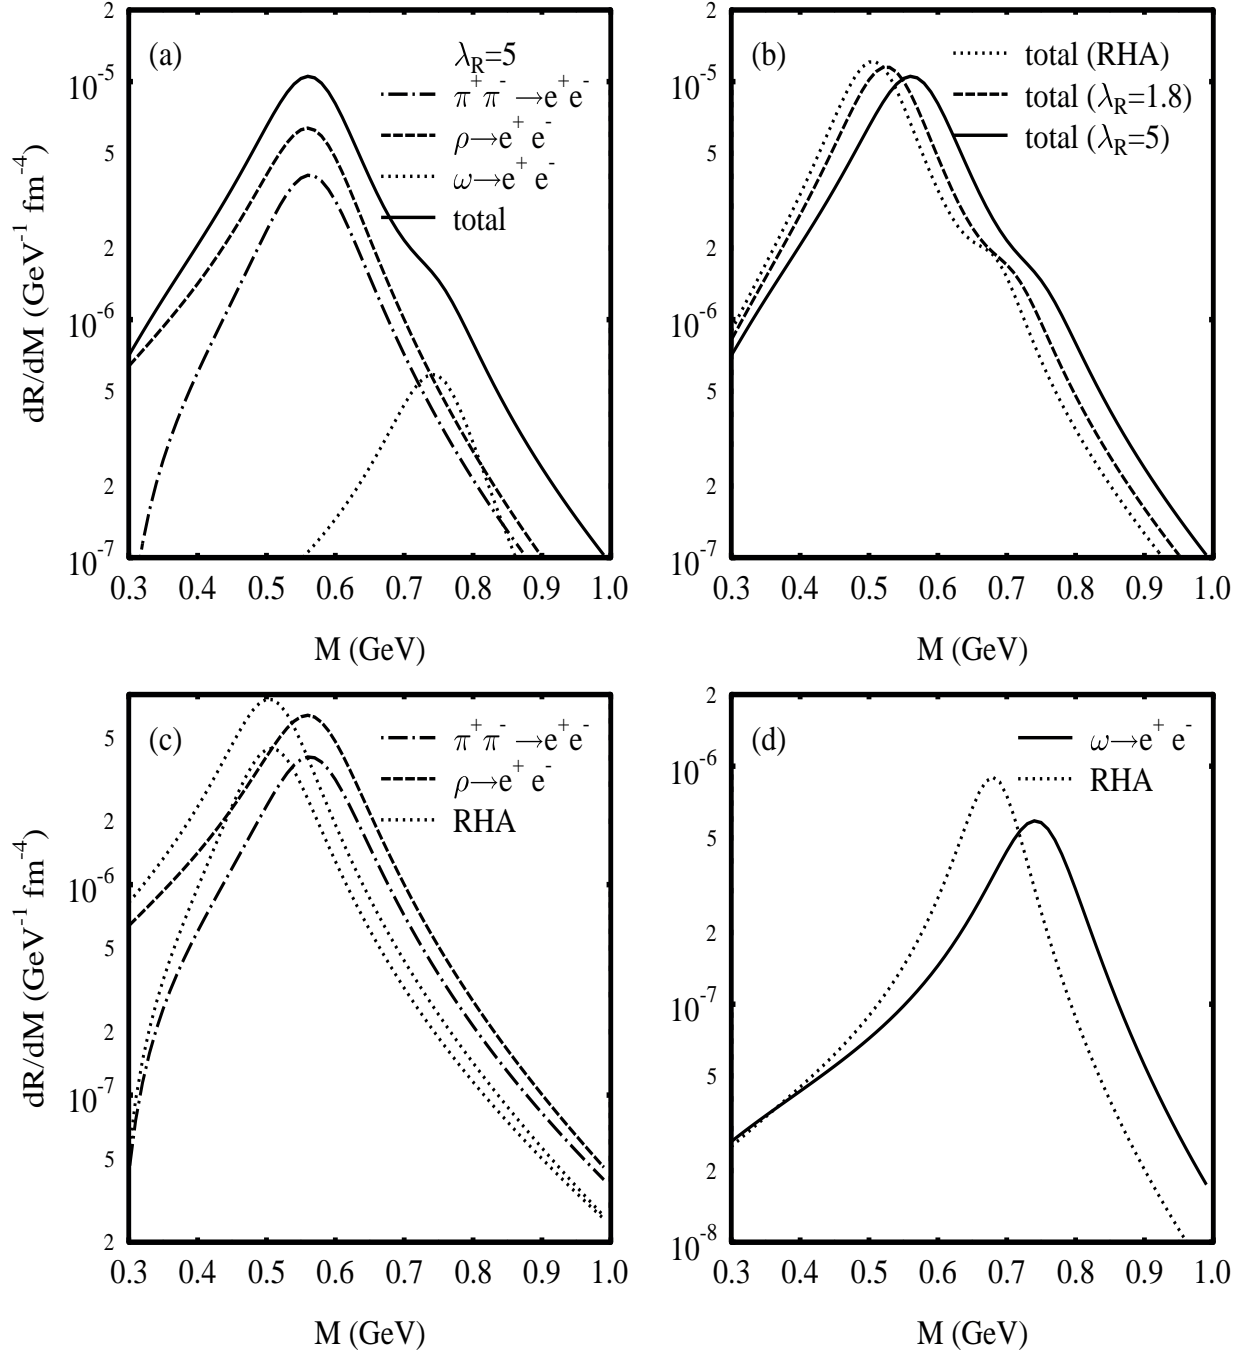 (a)
λ_R=5
π⁺π⁻→e⁺e⁻
ρ→e⁺ e⁻
ω→e⁺ e⁻
total
2
10⁻⁵
5
2
10⁻⁶
5
2
10⁻⁷
dR/dM (GeV⁻¹ fm⁻⁴)
0.3 0.4 0.5 0.6 0.7 0.8 0.9 1.0
M (GeV)
(b)
total (RHA)
total (λ_R=1.8)
total (λ_R=5)
2
10⁻⁵
5
2
10⁻⁶
5
2
10⁻⁷
0.3 0.4 0.5 0.6 0.7 0.8 0.9 1.0
M (GeV)
(c)
π⁺π⁻→e⁺e⁻
ρ→e⁺ e⁻
RHA
5
2
10⁻⁶
5
2
10⁻⁷
5
2
dR/dM (GeV⁻¹ fm⁻⁴)
0.3 0.4 0.5 0.6 0.7 0.8 0.9 1.0
M (GeV)
(d)
ω→e⁺ e⁻
RHA
2
10⁻⁶
5
2
10⁻⁷
5
2
10⁻⁸
0.3 0.4 0.5 0.6 0.7 0.8 0.9 1.0
M (GeV)